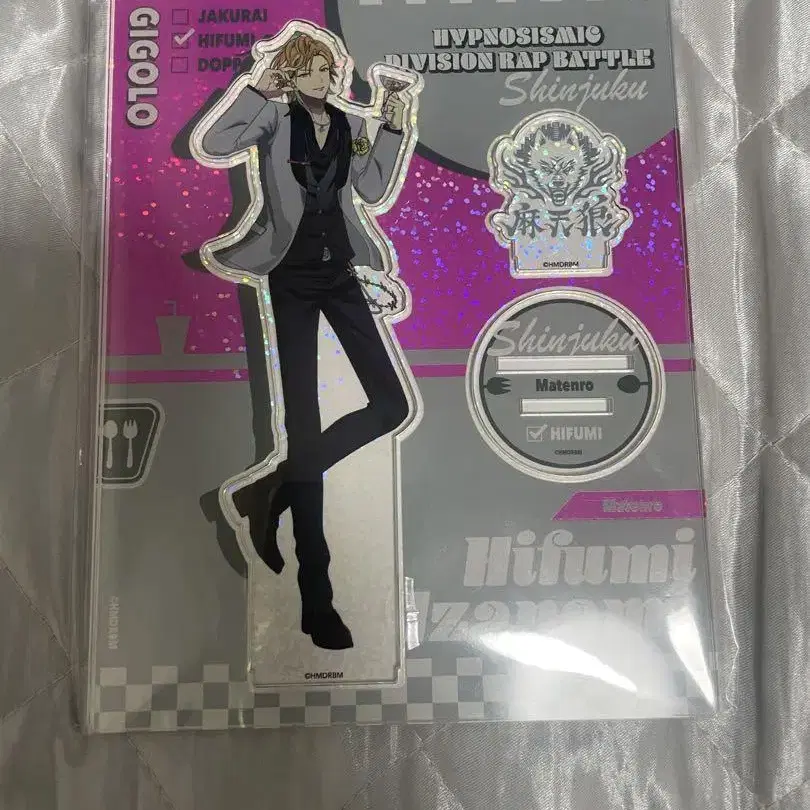 GIGOLO
JAKURAI
HIFUMI
DOPP
HYPNOSISMIC
DIVISION RAP BATTLE
Shinjuku
麻天狼
©HMDRBM
Shinjuku
Matenro
HIFUMI
©HMDRBM
Matenro
Hifumi
Izanami
©HMDRBM
©HMDRBM